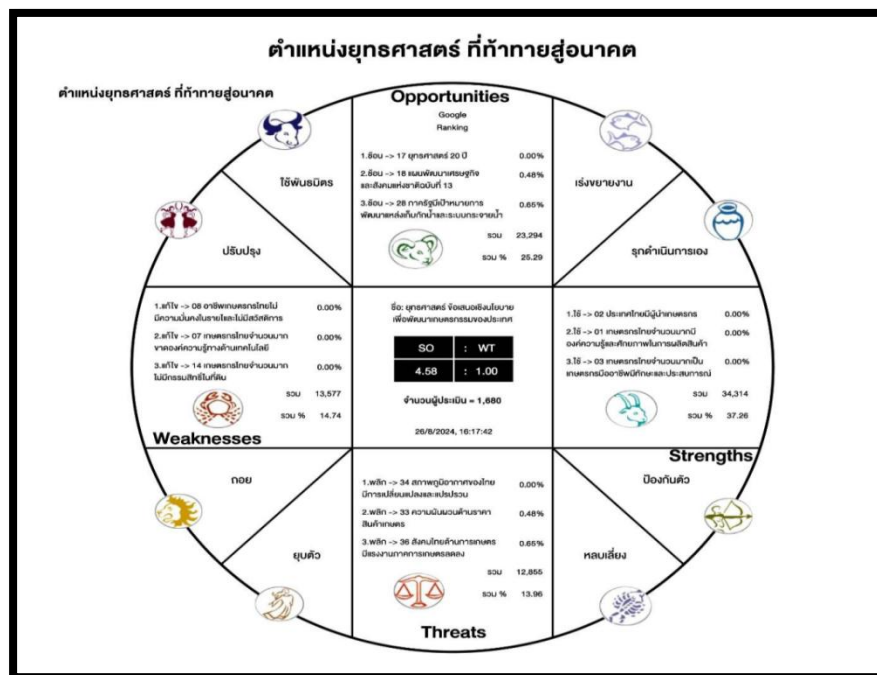 ตำแหน่งยุทธศาสตร์ ที่ท้าทายสู่อนาคต
ตำแหน่งยุทธศาสตร์ ที่ท้าทายสู่อนาคต
Opportunities
Google
Ranking
1.ช้อน -> 17 ยุทธศาสตร์ 20 ปี 0.00%
2.ช้อน -> 18 แผนพัฒนาเศรษฐกิจ 0.48%
และสังคมแห่งชาติฉบับที่ 13
3.ช้อน -> 28 ภาครัฐมีเป้าหมายการ 0.65%
พัฒนาแหล่งเก็บกักน้ำและระบบกระจายน้ำ
รวม 23,294
รวม % 25.29
ใช้พันธมิตร
ปรับปรุง
เร่งขยายงาน
รุกดำเนินการเอง
1.แก้ไข -> 08 อาชีพเกษตรกรไทยไม่ 0.00%
มีความมั่นคงในรายได้และไม่มีสวัสดิการ
2.แก้ไข -> 07 เกษตรกรไทยจำนวนมาก 0.00%
ขาดองค์ความรู้ทางด้านเทคโนโลยี
3.แก้ไข -> 14 เกษตรกรไทยจำนวนมาก 0.00%
ไม่มีกรรมสิทธิ์ในที่ดิน
รวม 13,577
รวม % 14.74
Weaknesses
ชื่อ: ยุทธศาสตร์ ข้อเสนอเชิงนโยบาย
เพื่อพัฒนาเกษตรกรรมของประเทศ
SO : WT
4.58 : 1.00
จำนวนผู้ประเมิน = 1,680
26/8/2024, 16:17:42
1.ใช้ -> 02 ประเทศไทยมีผู้นำเกษตรกร 0.00%
2.ใช้ -> 01 เกษตรกรไทยจำนวนมากมี 0.00%
องค์ความรู้และศักยภาพในการผลิตสินค้า
3.ใช้ -> 03 เกษตรกรไทยจำนวนมากเป็น 0.00%
เกษตรกรมืออาชีพมีทักษะและประสบการณ์
รวม 34,314
รวม % 37.26
Strengths
ถอย
ยุบตัว
1.พลิก -> 34 สภาพภูมิอากาศของไทย 0.00%
มีการเปลี่ยนแปลงและแปรปรวน
2.พลิก -> 33 ความผันผวนด้านราคา 0.48%
สินค้าเกษตร
3.พลิก -> 36 สังคมไทยด้านการเกษตร 0.65%
มีแรงงานภาคการเกษตรลดลง
รวม 12,855
รวม % 13.96
Threats
ป้องกันตัว
หลบเลี่ยง